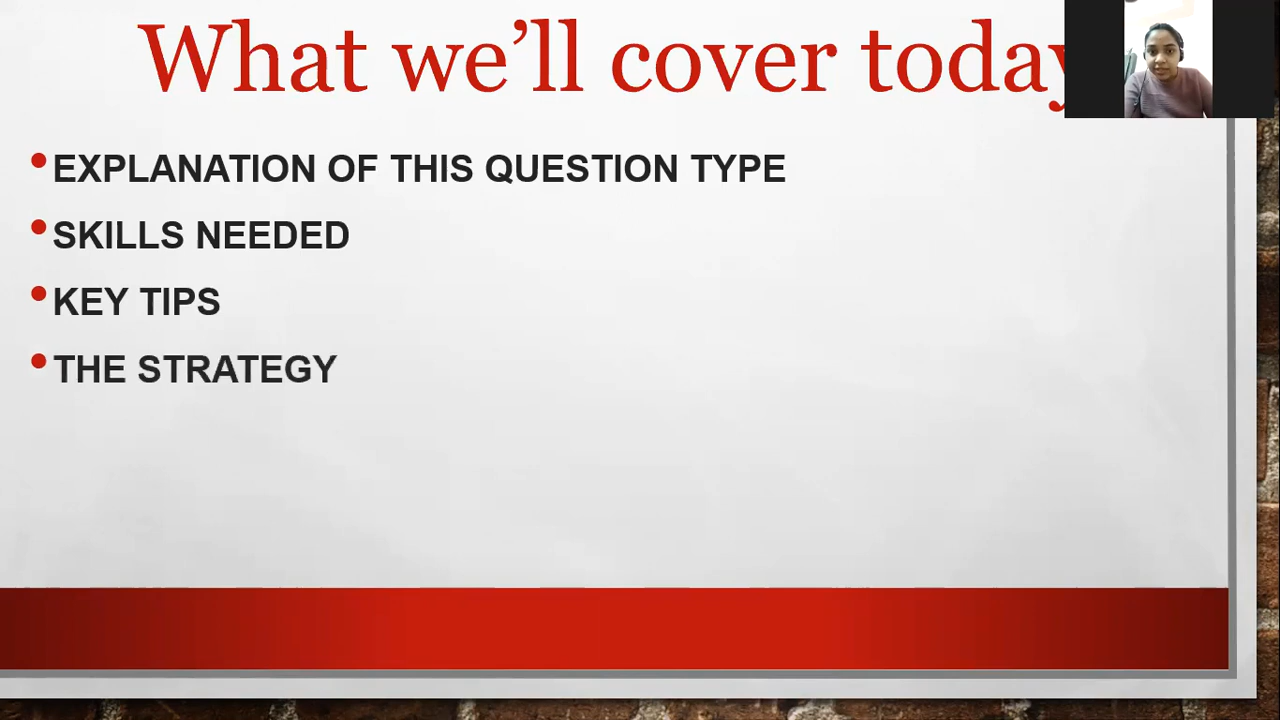 What we’ll cover today
EXPLANATION OF THIS QUESTION TYPE
SKILLS NEEDED
KEY TIPS
THE STRATEGY